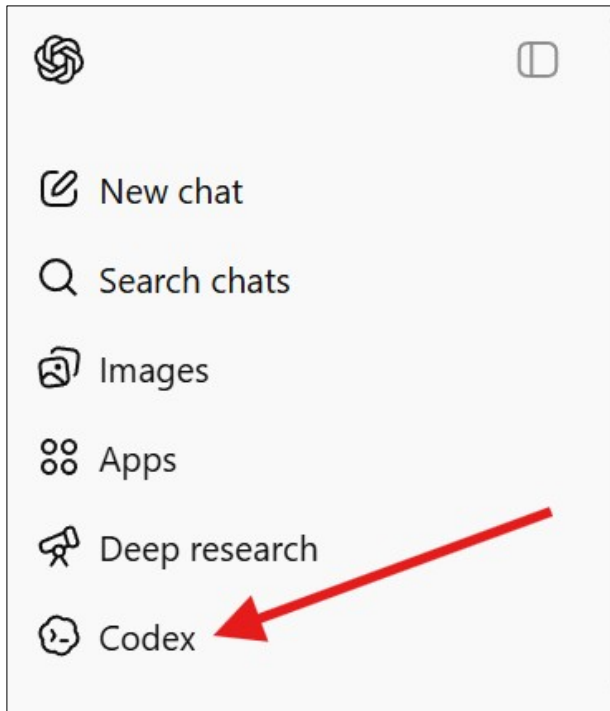 New chat
Search chats
Images
Apps
Deep research
Codex